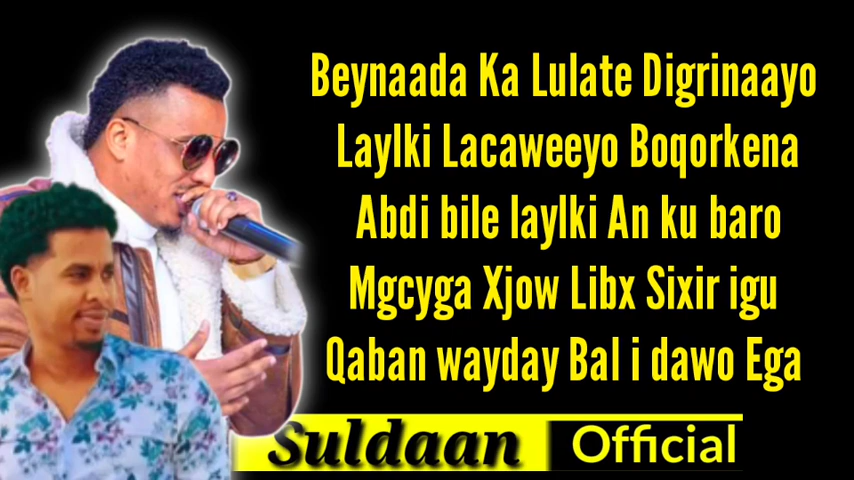 Beynaada Ka Lulate Digrinaayo
Laylki Lacaweeyo Boqorkena
Abdi bile laylki An ku baro
Mgcyga Xjow Libx Sixir igu
Qaban wayday Bal i dawo Ega
Suldaan Official